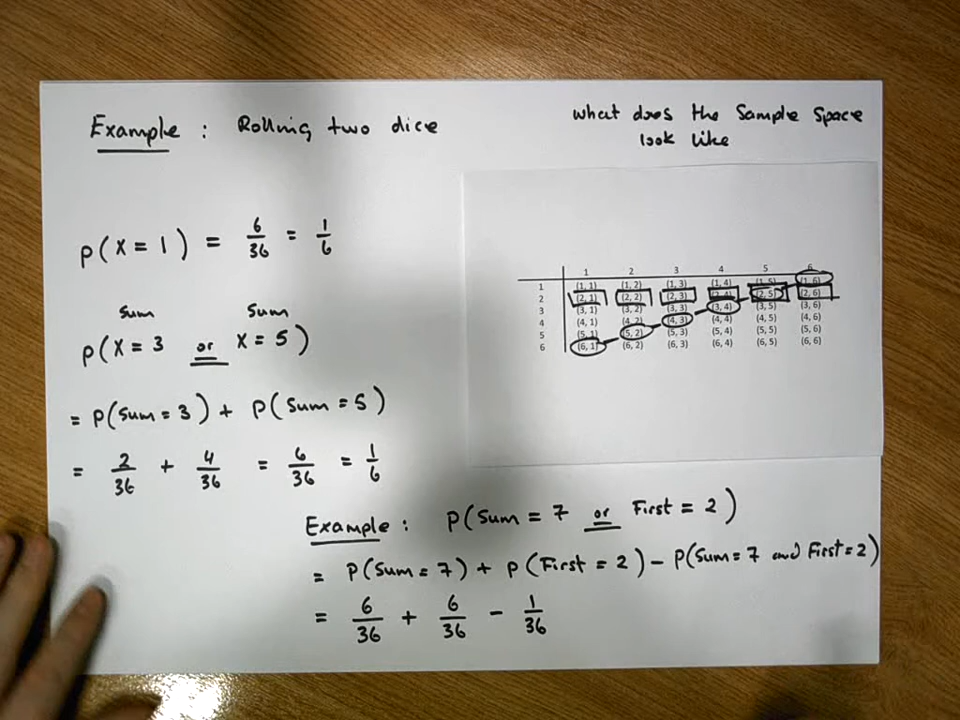 Example : Rolling two dice
what does the Sample Space
look like
P(X = 1) = 6/36 = 1/6
Sum Sum
P(X = 3 or X = 5)
= P(Sum = 3) + P(Sum = 5)
= 2/36 + 4/36 = 6/36 = 1/6
1 2 3 4 5 6
1 (1, 1) (1, 2) (1, 3) (1, 4) (1, 5) (1, 6)
2 (2, 1) (2, 2) (2, 3) (2, 4) (2, 5) (2, 6)
3 (3, 1) (3, 2) (3, 3) (3, 4) (3, 5) (3, 6)
4 (4, 1) (4, 2) (4, 3) (4, 4) (4, 5) (4, 6)
5 (5, 1) (5, 2) (5, 3) (5, 4) (5, 5) (5, 6)
6 (6, 1) (6, 2) (6, 3) (6, 4) (6, 5) (6, 6)
Example : P(Sum = 7 or First = 2)
= P(Sum = 7) + P(First = 2) - P(Sum = 7 and First = 2)
= 6/36 + 6/36 - 1/36